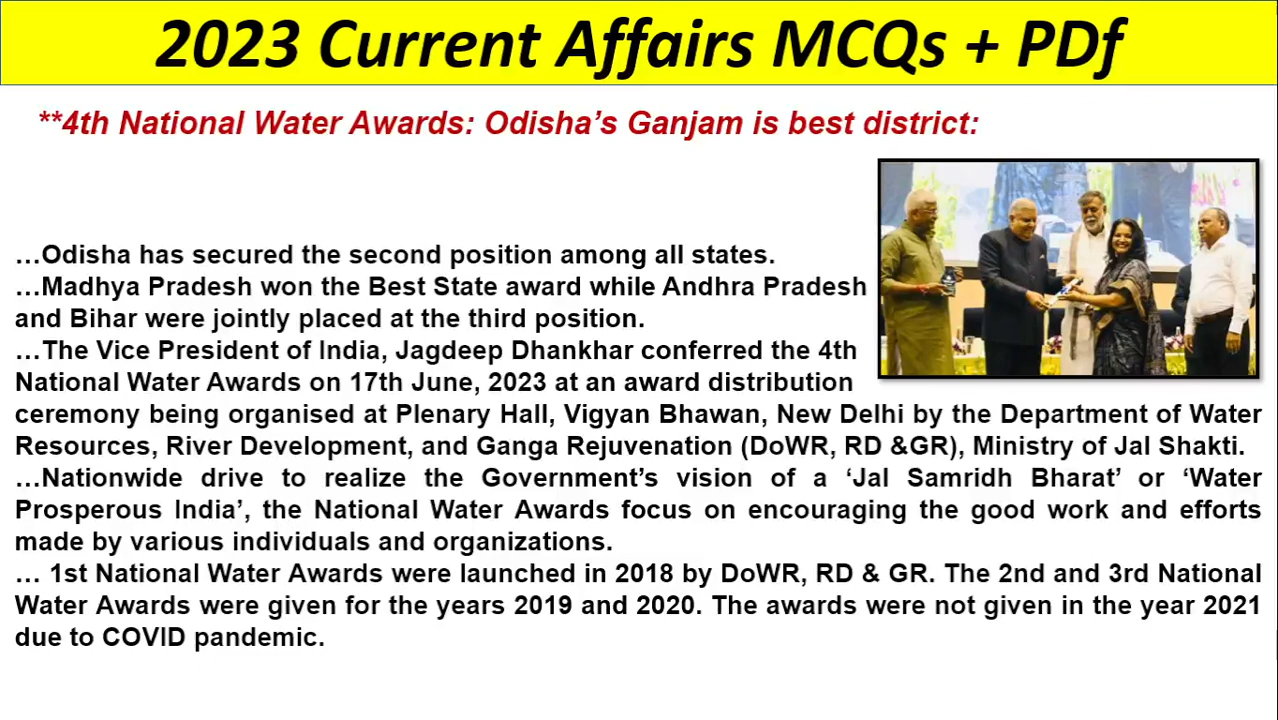 2023 Current Affairs MCQs + PDf
**4th National Water Awards: Odisha’s Ganjam is best district:
…Odisha has secured the second position among all states.
…Madhya Pradesh won the Best State award while Andhra Pradesh
and Bihar were jointly placed at the third position.
…The Vice President of India, Jagdeep Dhankhar conferred the 4th
National Water Awards on 17th June, 2023 at an award distribution
ceremony being organised at Plenary Hall, Vigyan Bhawan, New Delhi by the Department of Water
Resources, River Development, and Ganga Rejuvenation (DoWR, RD &GR), Ministry of Jal Shakti.
…Nationwide drive to realize the Government’s vision of a ‘Jal Samridh Bharat’ or ‘Water
Prosperous India’, the National Water Awards focus on encouraging the good work and efforts
made by various individuals and organizations.
… 1st National Water Awards were launched in 2018 by DoWR, RD & GR. The 2nd and 3rd National
Water Awards were given for the years 2019 and 2020. The awards were not given in the year 2021
due to COVID pandemic.